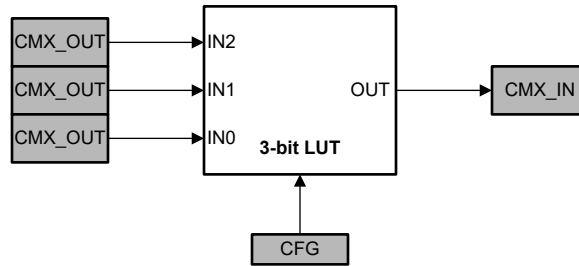 CMX_OUT
IN2
CMX_OUT
IN1
OUT
CMX_IN
CMX_OUT
IN0
3-bit LUT
CFG